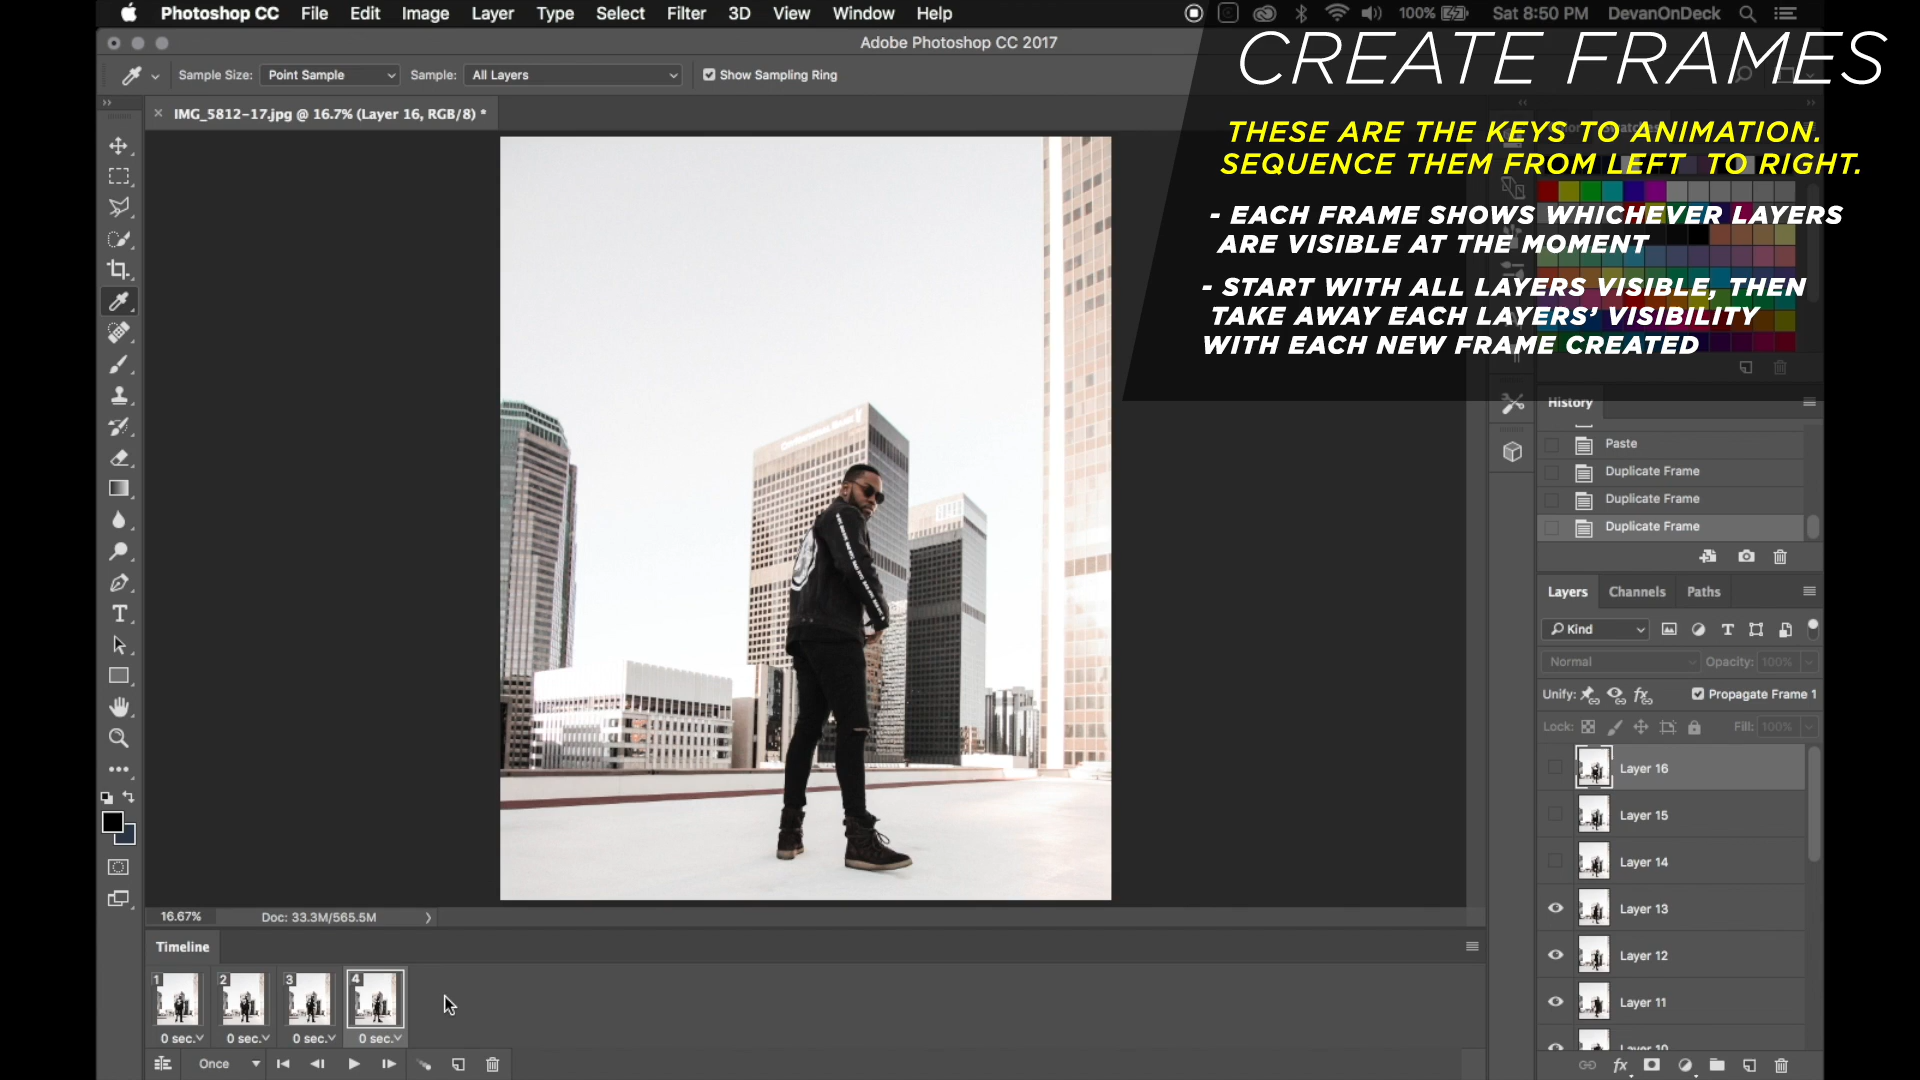 Photoshop CC File Edit Image Layer Type Select Filter 3D View Window Help 100% Sat 8:50 PM DevanOnDeck
Adobe Photoshop CC 2017
CREATE FRAMES
Sample Size: Point Sample Sample: All Layers Show Sampling Ring
IMG_5812-17.jpg @ 16.7% (Layer 16, RGB/8) *
THESE ARE THE KEYS TO ANIMATION.
SEQUENCE THEM FROM LEFT TO RIGHT.
- EACH FRAME SHOWS WHICHEVER LAYERS
ARE VISIBLE AT THE MOMENT
- START WITH ALL LAYERS VISIBLE, THEN
TAKE AWAY EACH LAYERS’ VISIBILITY
WITH EACH NEW FRAME CREATED
History
Paste
Duplicate Frame
Duplicate Frame
Duplicate Frame
Layers Channels Paths
Kind
Normal Opacity: 100%
Unify: Propagate Frame 1
Lock: Fill: 100%
Layer 16
Layer 15
Layer 14
Layer 13
Layer 12
Layer 11
Layer 10
16.67% Doc: 33.3M/565.5M
Timeline
1 2 3 4
0 sec. 0 sec. 0 sec. 0 sec.
Once